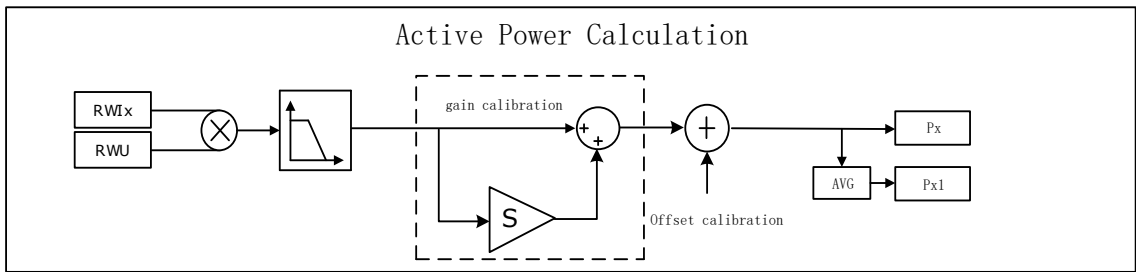 Active Power Calculation
RWIx
RWU
gain calibration
+
+
S
+
Offset calibration
Px
AVG
Px1